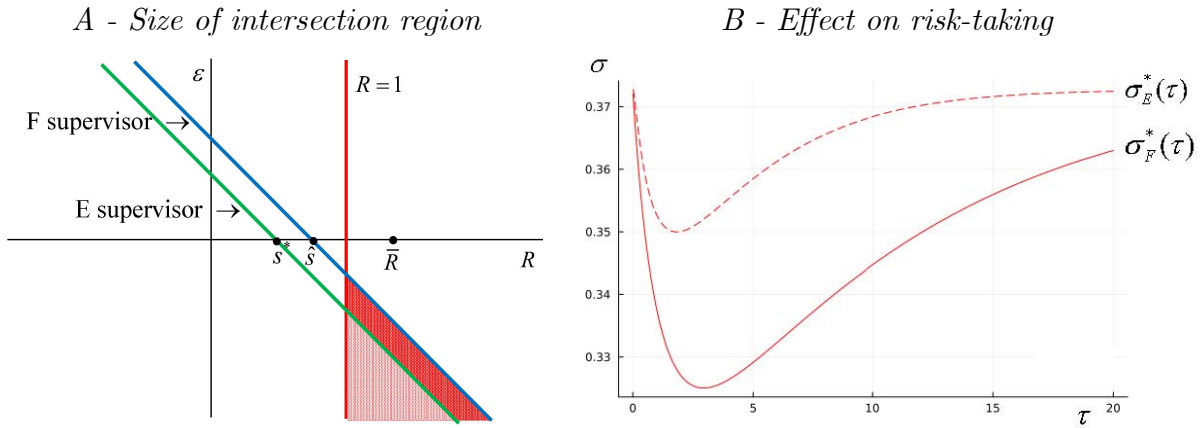 A - Size of intersection region
ε
R = 1
F supervisor →
E supervisor →
s*
ŝ
R̄
R
B - Effect on risk-taking
σ
0.37
0.36
0.35
0.34
0.33
0
5
10
15
20
τ
σ*E(τ)
σ*F(τ)